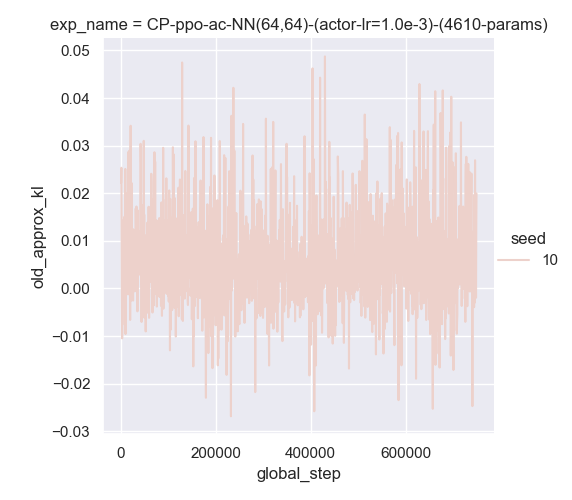 exp_name = CP-ppo-ac-NN(64,64)-(actor-lr=1.0e-3)-(4610-params)
0.05
0.04
0.03
0.02
0.01
0.00
−0.01
−0.02
−0.03
old_approx_kl
seed
10
0 200000 400000 600000
global_step